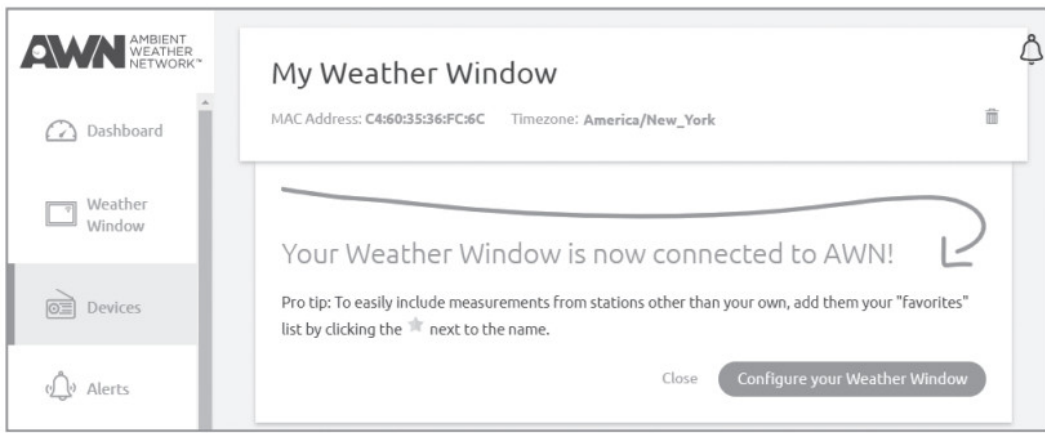 AWN AMBIENT
WEATHER
NETWORK™
Dashboard
Weather
Window
Devices
Alerts
My Weather Window
MAC Address: C4:60:35:36:FC:6C Timezone: America/New_York
Your Weather Window is now connected to AWN!
Pro tip: To easily include measurements from stations other than your own, add them your "favorites"
list by clicking the next to the name.
Close Configure your Weather Window